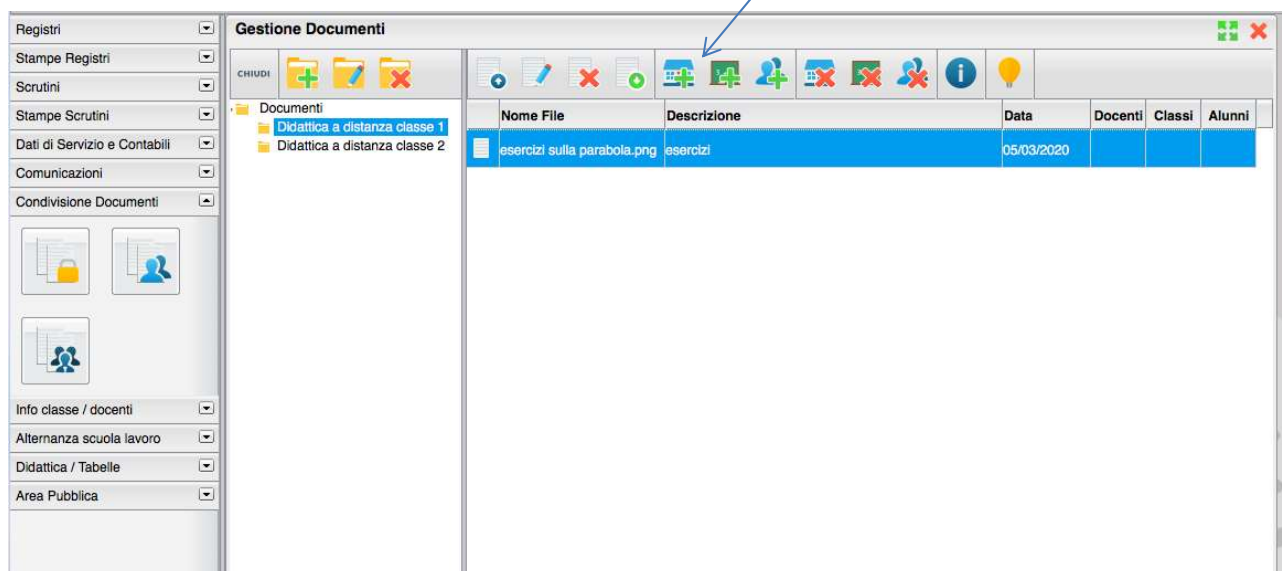 Registri
Stampe Registri
Scrutini
Stampe Scrutini
Dati di Servizio e Contabili
Comunicazioni
Condivisione Documenti
Info classe / docenti
Alternanza scuola lavoro
Didattica / Tabelle
Area Pubblica
Gestione Documenti
CHIUDI
Documenti
Didattica a distanza classe 1
Didattica a distanza classe 2
Nome File Descrizione Data Docenti Classi Alunni
esercizi sulla parabola.png esercizi 05/03/2020